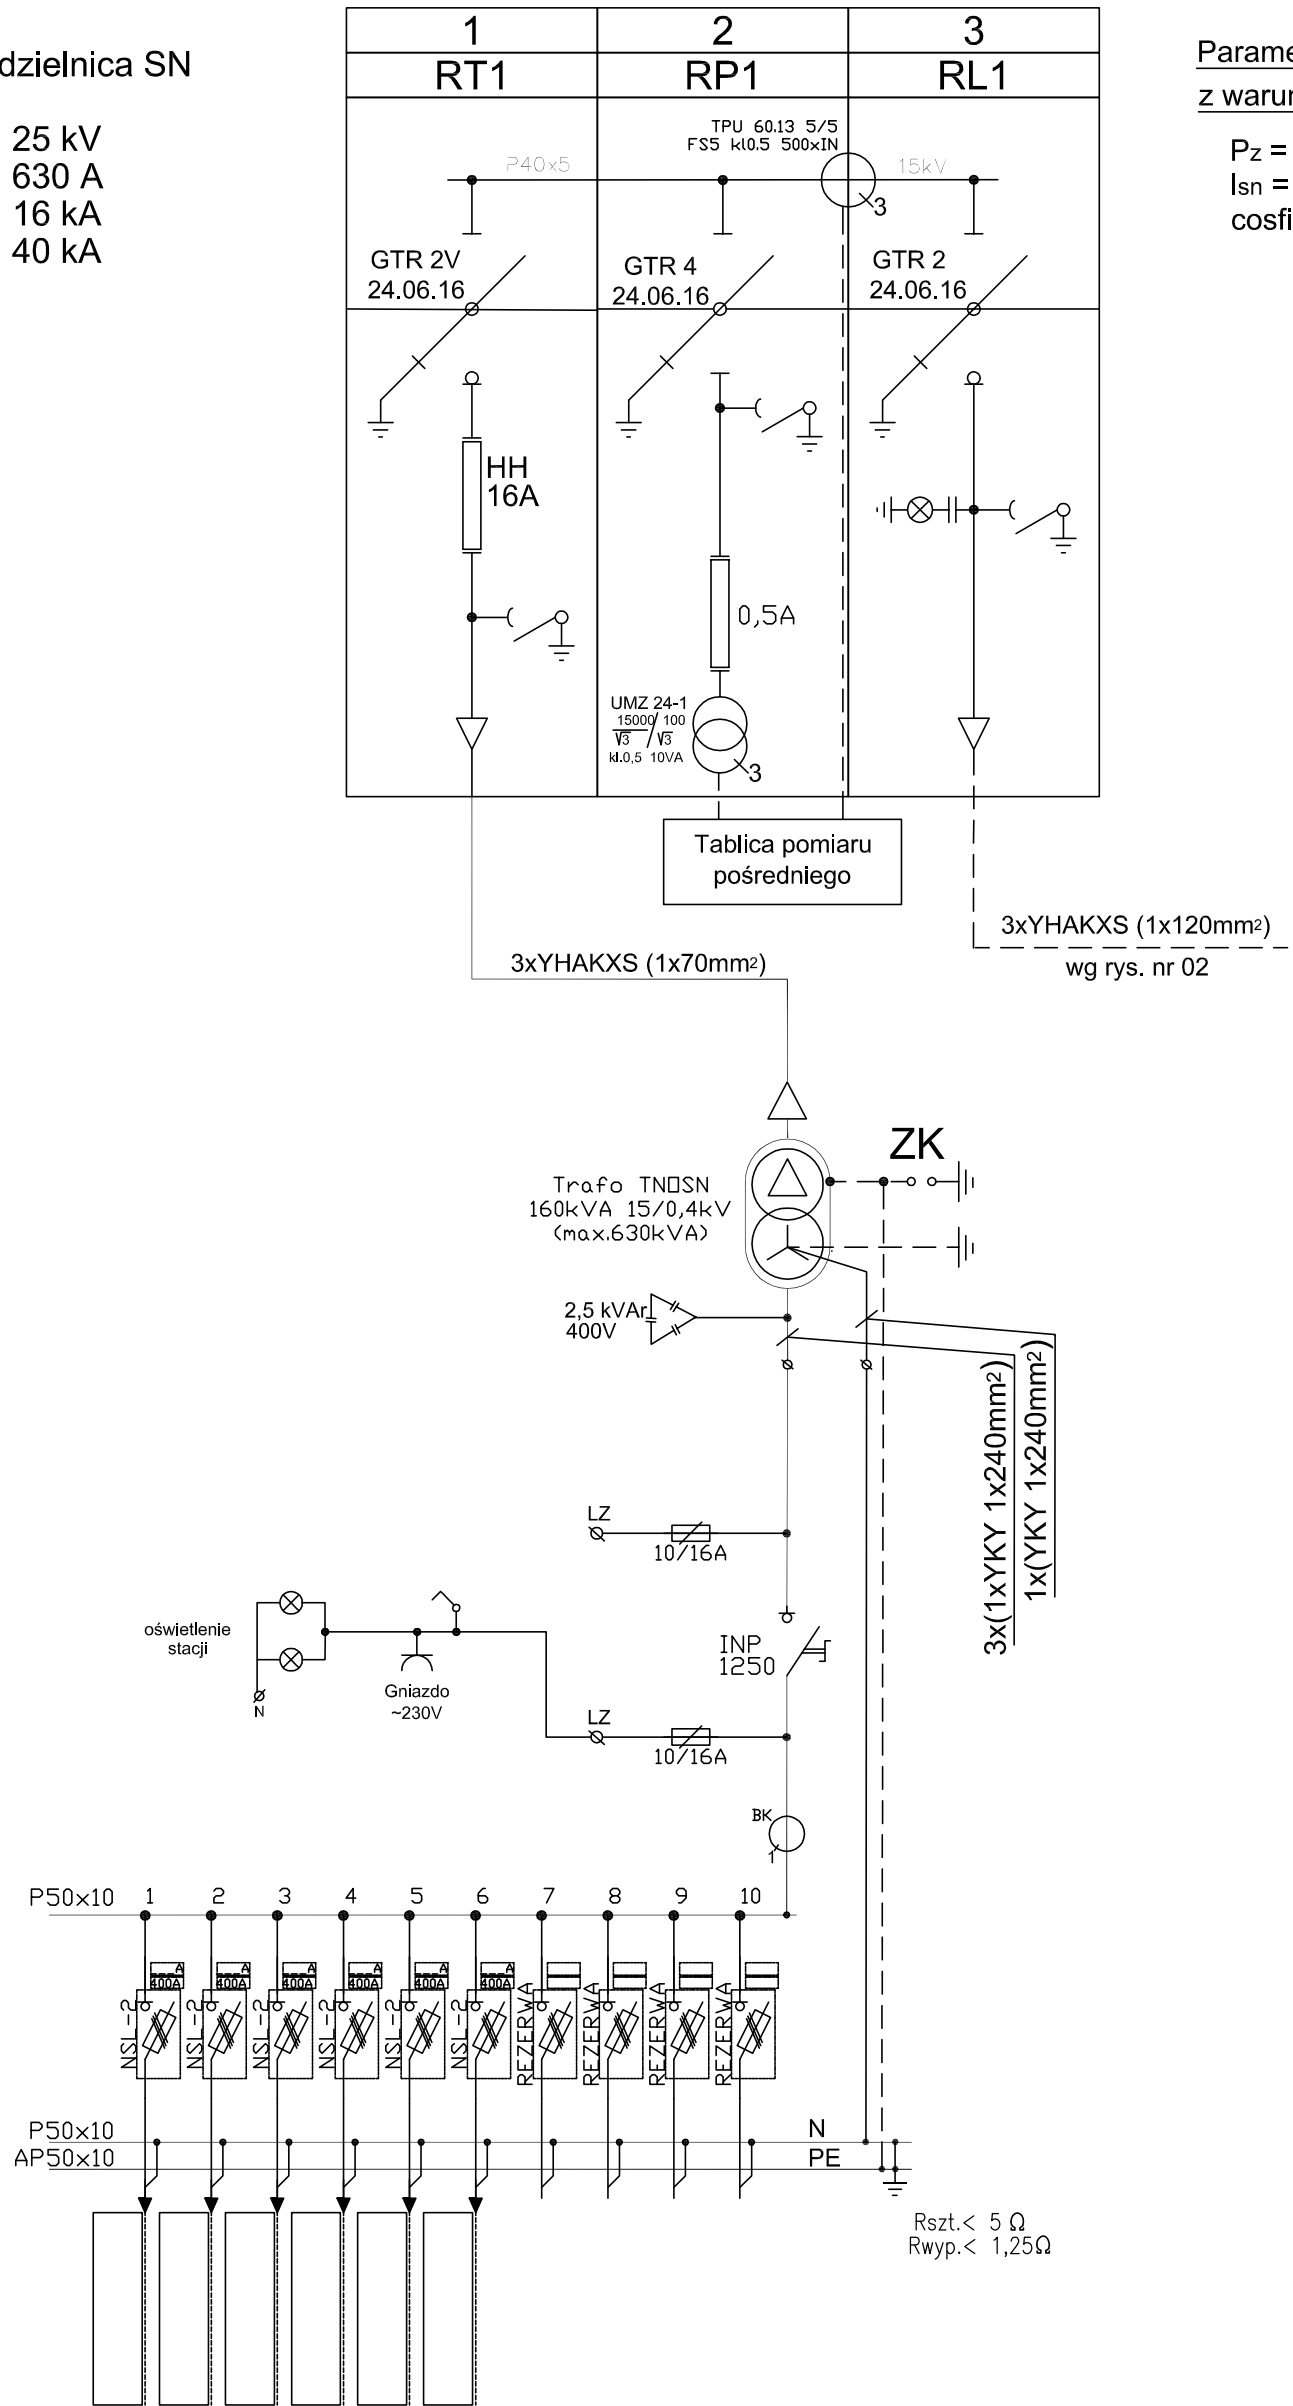 dzielnica SN
25 kV
630 A
16 kA
40 kA
1
2
3
RT1
RP1
RL1
Parame
z warun
Pz =
Isn =
cosfi
TPU 60.13 5/5
FS5 kl0.5 500xIN
P40x5
15kV
3
GTR 2V
24.06.16
GTR 4
24.06.16
GTR 2
24.06.16
HH
16A
0,5A
UMZ 24-1
15000/100
√3 / √3
kl.0,5 10VA
3
Tablica pomiaru
pośredniego
3xYHAKXS (1x120mm²)
wg rys. nr 02
3xYHAKXS (1x70mm²)
ZK
Trafo TNOSN
160kVA 15/0,4kV
(max.630kVA)
2,5 kVAr
400V
3x(1xYKY 1x240mm²)
1x(YKY 1x240mm²)
LZ
10/16A
oświetlenie
stacji
N
Gniazdo
~230V
INP
1250
LZ
10/16A
BK
1
P50x10
1 2 3 4 5 6 7 8 9 10
A A A A A A
400A 400A 400A 400A 400A 400A
NSL-2 NSL-2 NSL-2 NSL-2 NSL-2 NSL-2 REZERWA REZERWA REZERWA REZERWA
P50x10 N
AP50x10 PE
Rszt.< 5 Ω
Rwyp.< 1,25Ω